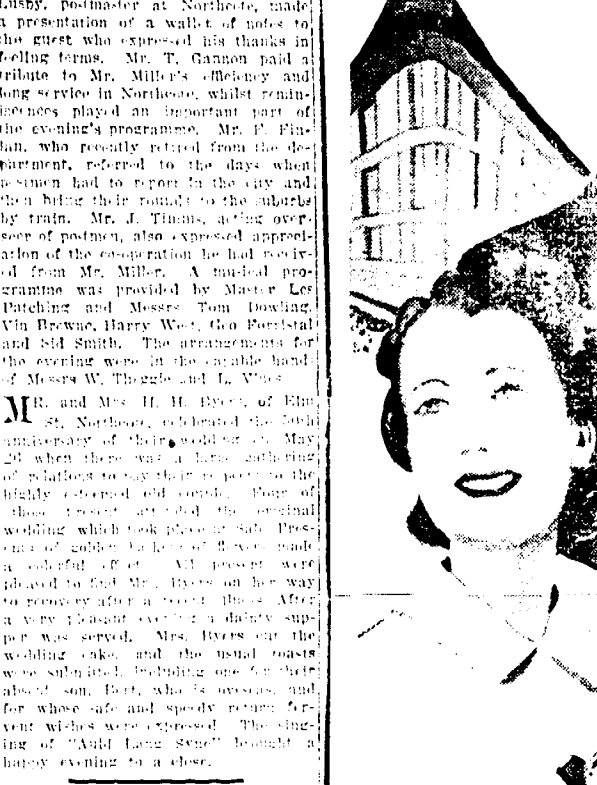 Lusby, postmaster at Northcote, made
a presentation of a wallet of notes to
the guest who expressed his thanks in
feeling terms. Mr. T. Gannon paid a
tribute to Mr. Miller's efficiency and
long service in Northcote, whilst remin-
iscences played an important part of
the evening's programme. Mr. F. Fin-
lan, who recently retired from the de-
partment, referred to the days when
postmen had to report in the city and
then bring their rounds to the suburbs
by train. Mr. J. Timms, acting over-
seer of postmen, also expressed appreci-
ation of the co-operation he had receiv-
ed from Mr. Miller. A musical pro-
gramme was provided by Master Les
Patching and Messrs Tom Dowling,
Vin Browne, Harry West, Geo Forristal
and Sid Smith. The arrangements for
the evening were in the capable hands
of Messrs W. Theggie and L. Vines
MR. and Mrs H. H. Byers, of Elm
St, Northcote, celebrated the 50th
anniversary of their wedding on May
when there was a large gathering
of relations to pay their respects to the
highly esteemed old couple. Four of
those present attended the original
wedding which took place at Sale. Pres-
ents of golden baskets of flowers made
a colorful effect. All present were
pleased to find Mrs. Byers on her way
to recovery after a recent illness. After
a very pleasant evening a dainty sup-
per was served. Mrs. Byers cut the
wedding cake, and the usual toasts
were submitted, including one for their
absent son, Bert, who is overseas, and
for whose safe and speedy return fer-
vent wishes were expressed. The sing-
ing of "Auld Lang Syne" brought a
happy evening to a close.